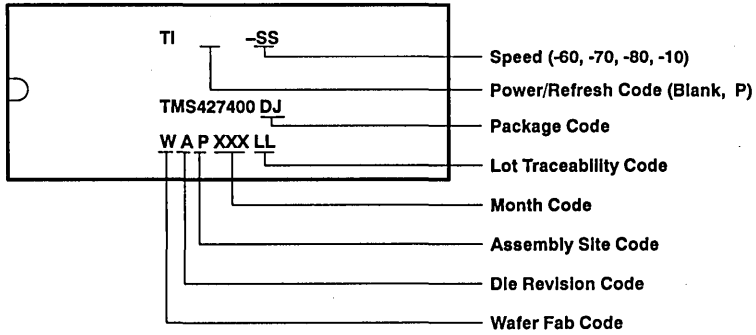 TI –SS
Speed (-60, -70, -80, -10)
Power/Refresh Code (Blank, P)
TMS427400 DJ
Package Code
W A P XXX LL
Lot Traceability Code
Month Code
Assembly Site Code
Die Revision Code
Wafer Fab Code